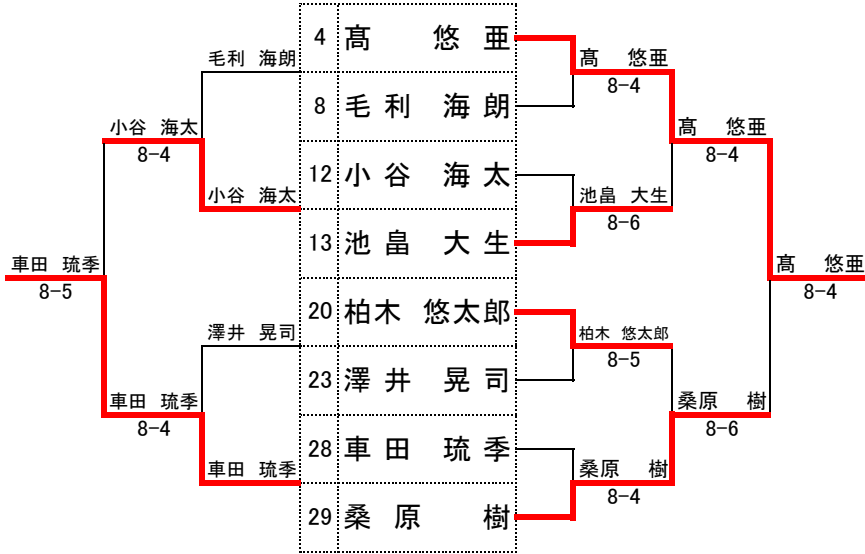 4 髙 悠 亜
8 毛 利 海 朗
12 小 谷 海 太
13 池 畠 大 生
20 柏木 悠太郎
23 澤 井 晃 司
28 車 田 琉 季
29 桑 原 樹
毛利 海朗
小谷 海太
8-4
小谷 海太
車田 琉季
8-5
澤井 晃司
車田 琉季
8-4
車田 琉季
髙 悠亜
8-4
髙 悠亜
8-4
池畠 大生
8-6
髙 悠亜
8-4
柏木 悠太郎
8-5
桑原 樹
8-6
桑原 樹
8-4